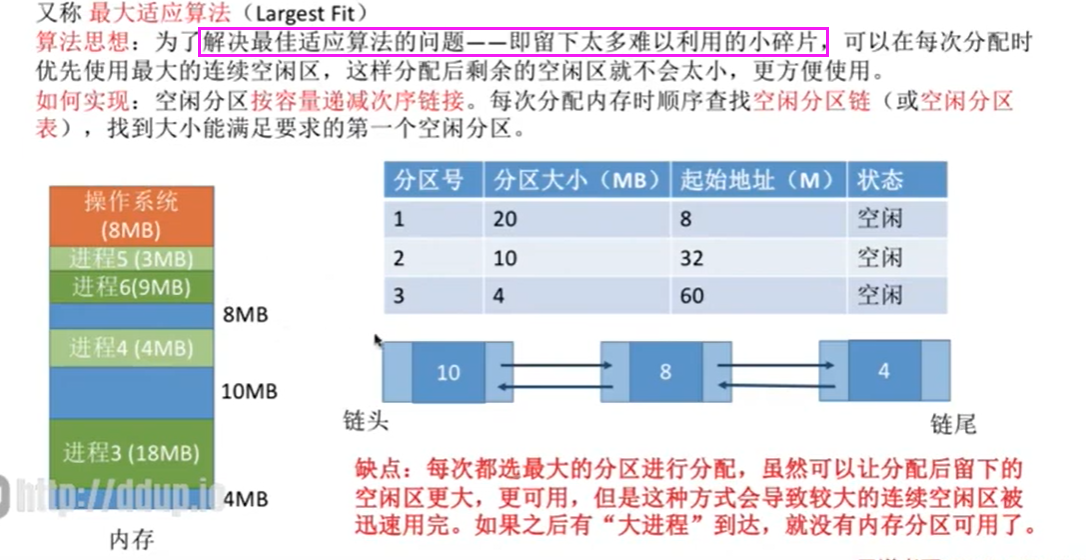 又称 最大适应算法（Largest Fit）
算法思想：为了解决最佳适应算法的问题——即留下太多难以利用的小碎片，可以在每次分配时
优先使用最大的连续空闲区，这样分配后剩余的空闲区就不会太小，更方便使用。
如何实现：空闲分区按容量递减次序链接。每次分配内存时顺序查找空闲分区链（或空闲分区
表），找到大小能满足要求的第一个空闲分区。
分区号 分区大小（MB） 起始地址（M） 状态
1 20 8 空闲
2 10 32 空闲
3 4 60 空闲
操作系统
(8MB)
进程5 (3MB)
进程6(9MB)
8MB
进程4 (4MB)
10MB
进程3 (18MB)
4MB
内存
10 8 4
链头
链尾
缺点：每次都选最大的分区进行分配，虽然可以让分配后留下的
空闲区更大，更可用，但是这种方式会导致较大的连续空闲区被
迅速用完。如果之后有“大进程”到达，就没有内存分区可用了。
http://ddup.io